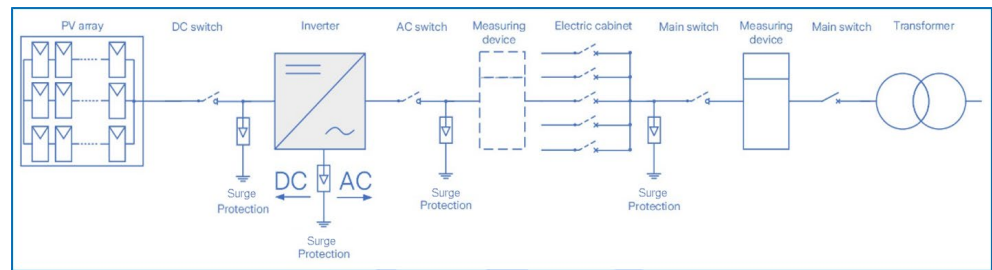 PV array
DC switch
Inverter
AC switch
Measuring
device
Electric cabinet
Main switch
Measuring
device
Main switch
Transformer
Surge
Protection
DC
AC
Surge
Protection
Surge
Protection
Surge
Protection